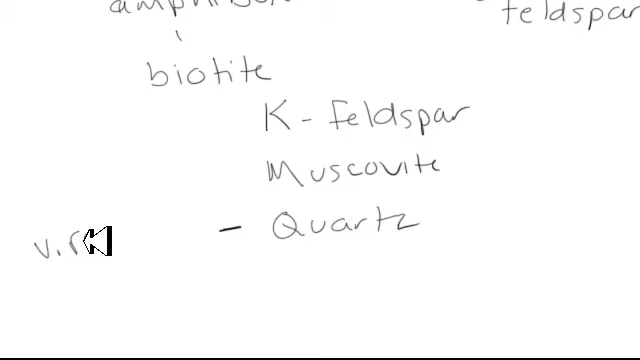 feldspar
biotite
K - feldspar
Muscovite
- Quartz